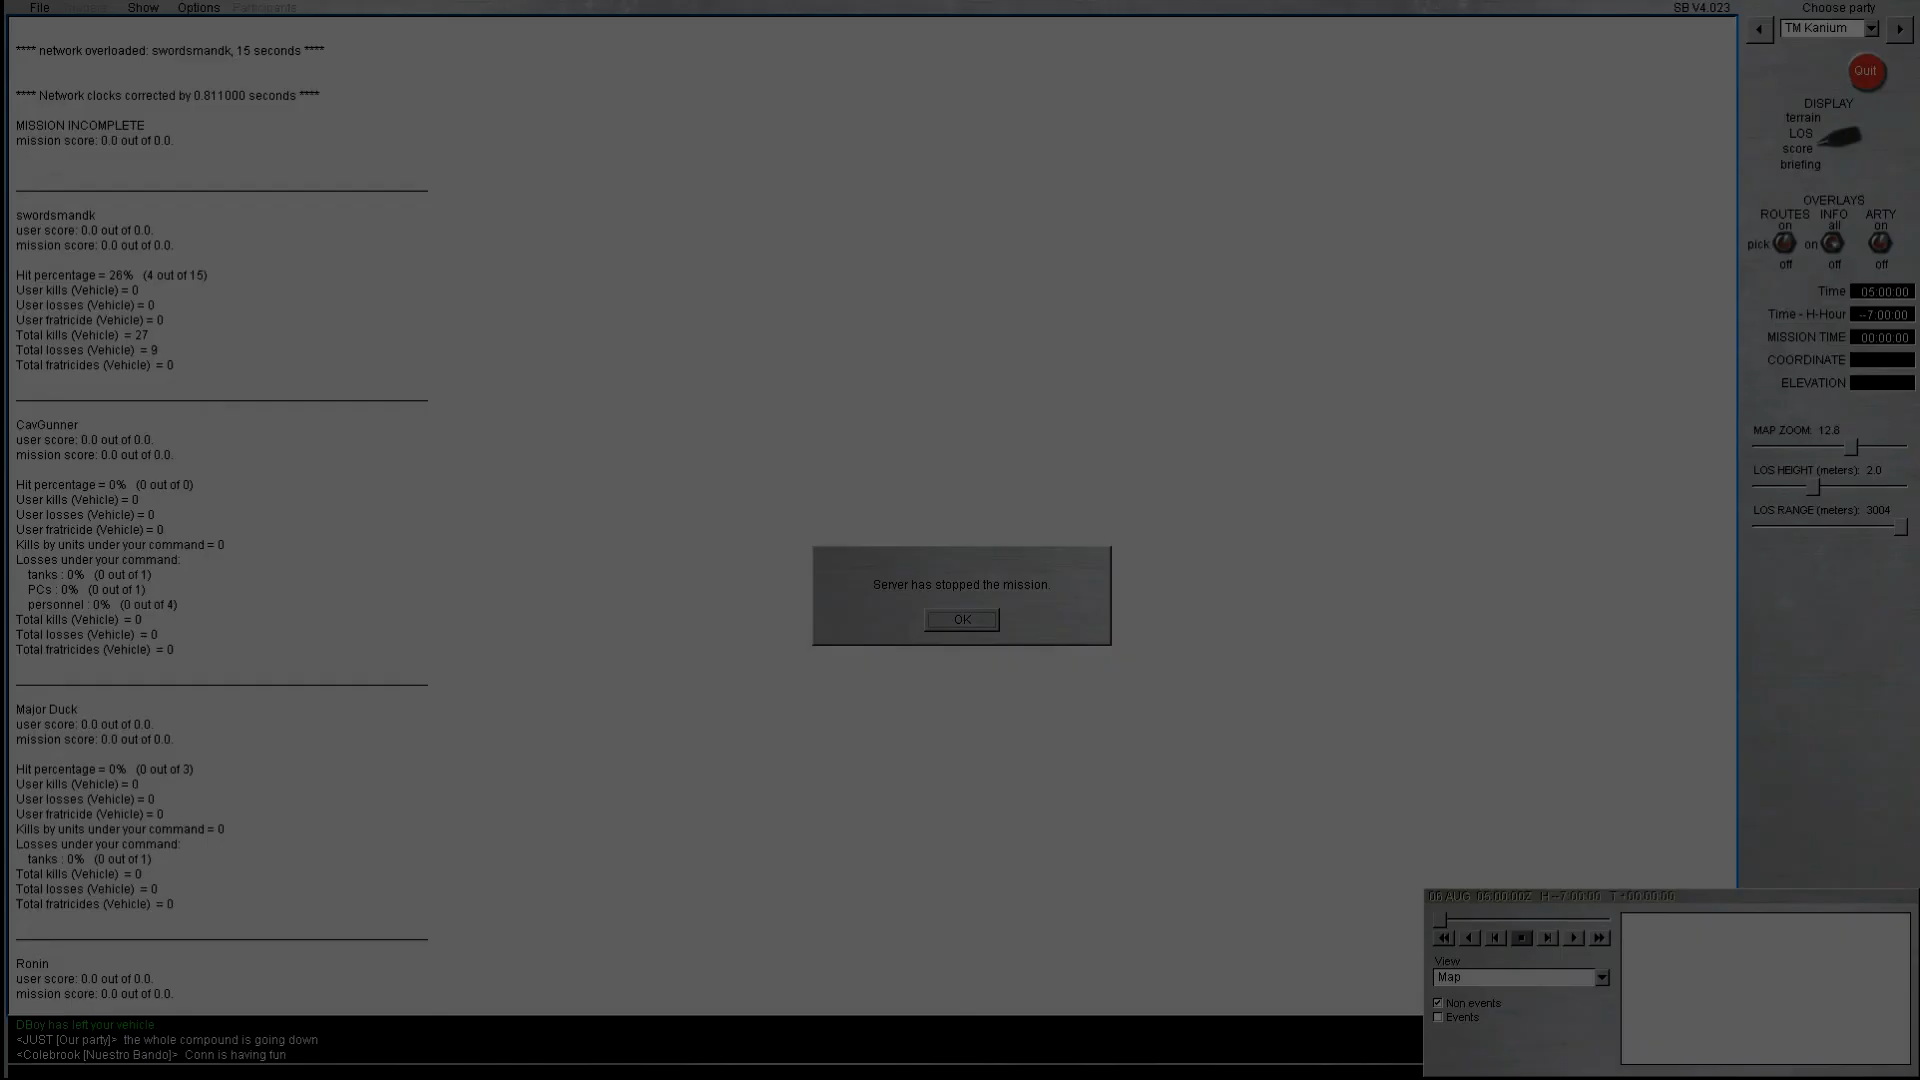 File Show Options Participants
SB V4.023
**** network overloaded: swordsmandk, 15 seconds ****
**** Network clocks corrected by 0.811000 seconds ****
MISSION INCOMPLETE
mission score: 0.0 out of 0.0.
swordsmandk
user score: 0.0 out of 0.0.
mission score: 0.0 out of 0.0.
Hit percentage = 26% (4 out of 15)
User kills (Vehicle) = 0
User losses (Vehicle) = 0
User fratricide (Vehicle) = 0
Total kills (Vehicle) = 27
Total losses (Vehicle) = 9
Total fratricides (Vehicle) = 0
CavGunner
user score: 0.0 out of 0.0.
mission score: 0.0 out of 0.0.
Hit percentage = 0% (0 out of 0)
User kills (Vehicle) = 0
User losses (Vehicle) = 0
User fratricide (Vehicle) = 0
Kills by units under your command = 0
Losses under your command:
tanks : 0% (0 out of 1)
PCs : 0% (0 out of 1)
personnel : 0% (0 out of 4)
Total kills (Vehicle) = 0
Total losses (Vehicle) = 0
Total fratricides (Vehicle) = 0
Major Duck
user score: 0.0 out of 0.0.
mission score: 0.0 out of 0.0.
Hit percentage = 0% (0 out of 3)
User kills (Vehicle) = 0
User losses (Vehicle) = 0
User fratricide (Vehicle) = 0
Kills by units under your command = 0
Losses under your command:
tanks : 0% (0 out of 1)
Total kills (Vehicle) = 0
Total losses (Vehicle) = 0
Total fratricides (Vehicle) = 0
Ronin
user score: 0.0 out of 0.0.
mission score: 0.0 out of 0.0.
DBoy has left your vehicle
<JUST [Our party]> the whole compound is going down
<Colebrook [Nuestro Bando]> Conn is having fun
Server has stopped the mission.
OK
Choose party
TM Kanium
Quit
DISPLAY
terrain
LOS
score
briefing
OVERLAYS
ROUTES INFO ARTY
on all on
pick on
off off off
Time 05:00:00
Time - H-Hour --7:00:00
MISSION TIME 00:00:00
COORDINATE
ELEVATION
MAP ZOOM: 12.6
LOS HEIGHT (meters): 2.0
LOS RANGE (meters): 3004
06 AUG 05:00:00Z H --7:00:00 T +00:00:00
View
Map
Non events
Events